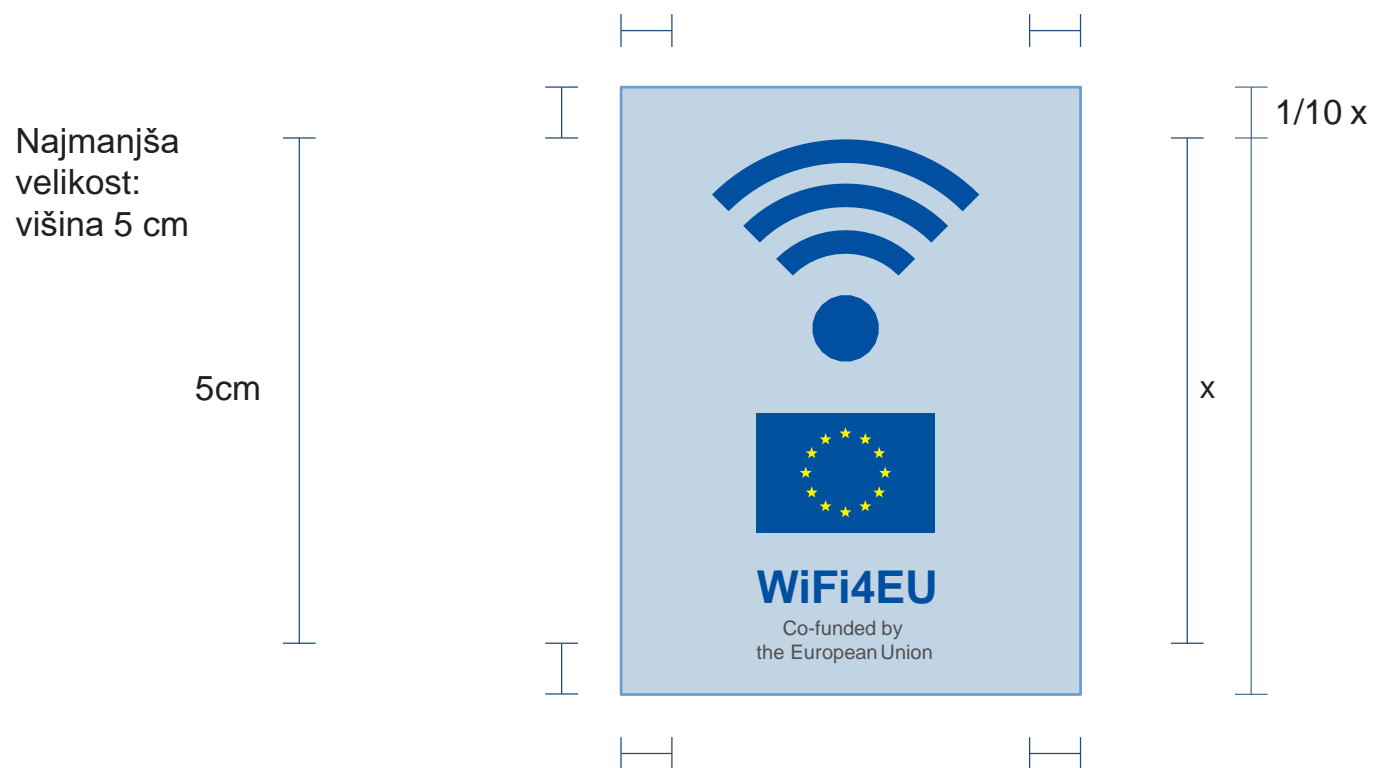 Najmanjša
velikost:
višina 5 cm
5cm
1/10 x
x
WiFi4EU
Co-funded by
the European Union